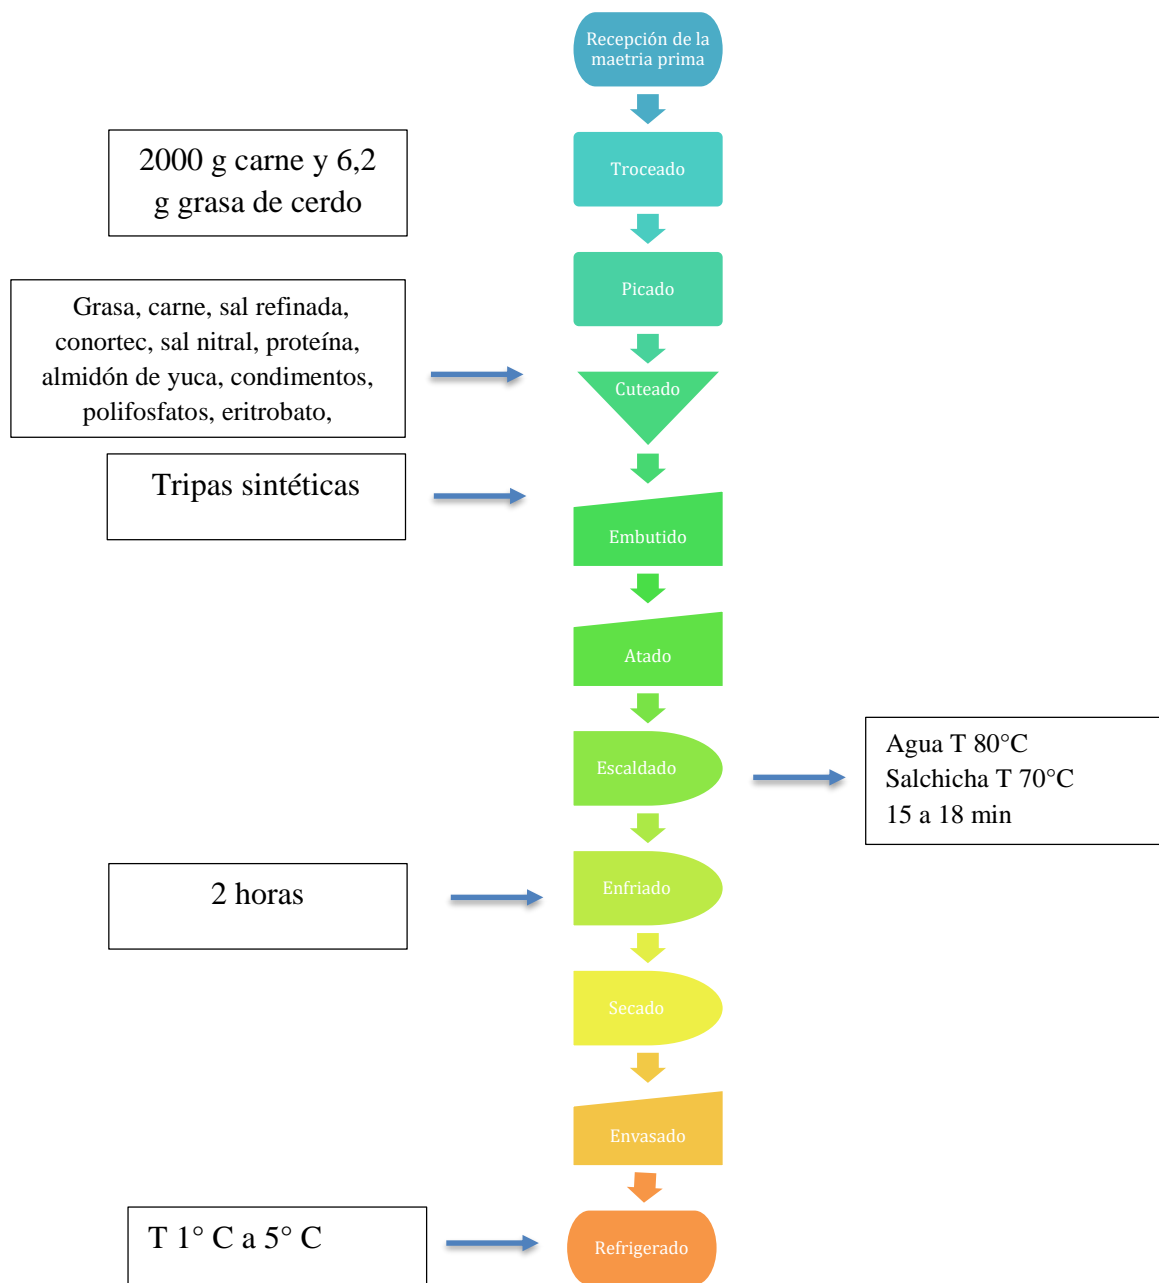 Recepción de la
maetria prima
2000 g carne y 6,2
g grasa de cerdo
Troceado
Picado
Grasa, carne, sal refinada,
conortec, sal nitral, proteína,
almidón de yuca, condimentos,
polifosfatos, eritrobato,
Cuteado
Tripas sintéticas
Embutido
Atado
Escaldado
Agua T 80°C
Salchicha T 70°C
15 a 18 min
2 horas
Enfriado
Secado
Envasado
T 1° C a 5° C
Refrigerado